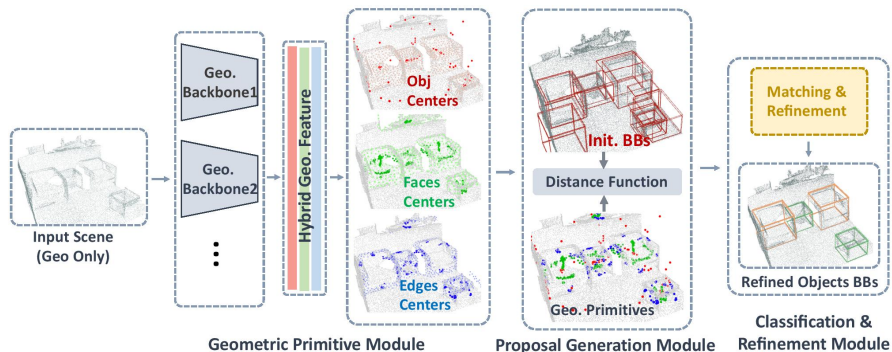 Input Scene
(Geo Only)
Geo.
Backbone1
Geo.
Backbone2
Hybrid Geo. Feature
Obj
Centers
Faces
Centers
Edges
Centers
Geometric Primitive Module
Init. BBs
Distance Function
Geo. Primitives
Proposal Generation Module
Matching &
Refinement
Refined Objects BBs
Classification &
Refinement Module